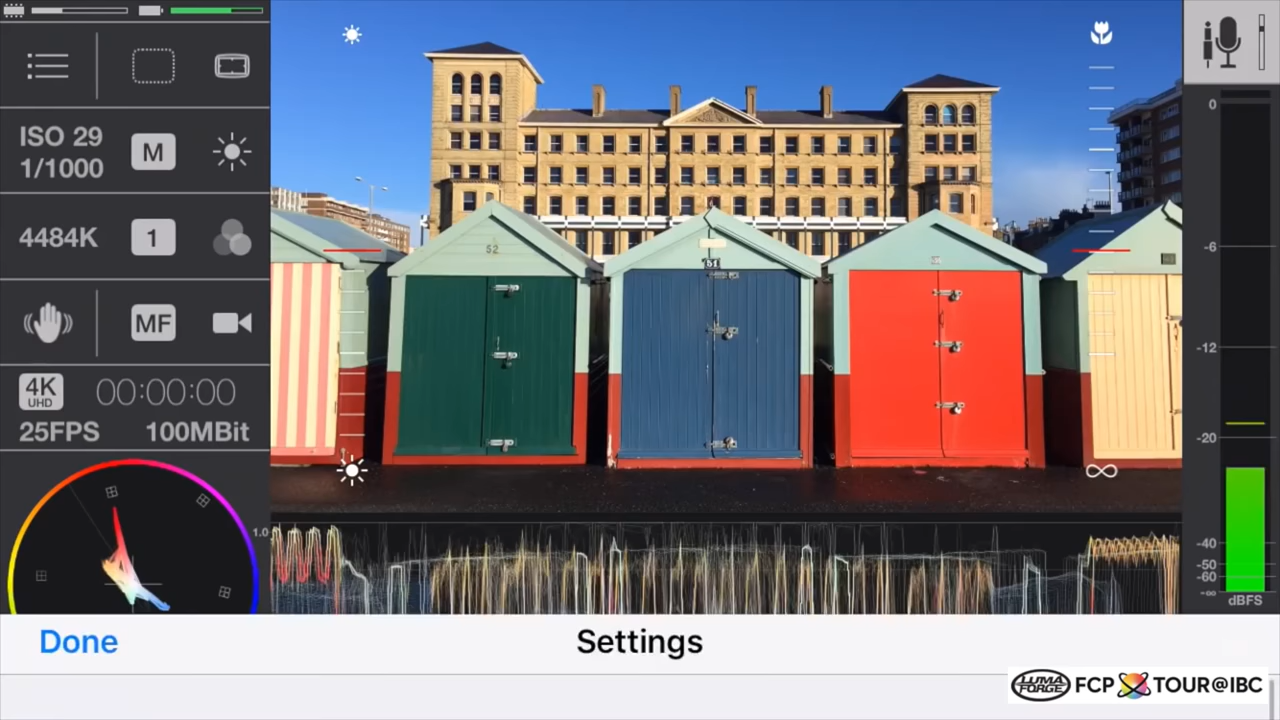 ISO 29
1/1000
M
4484K
1
MF
4K
UHD
00:00:00
25FPS
100MBit
1.0
52
51
0
-6
-12
-20
-40
-50
-60
-∞
dBFS
∞
Done
Settings
LUMA
FORGE
FCP TOUR@IBC